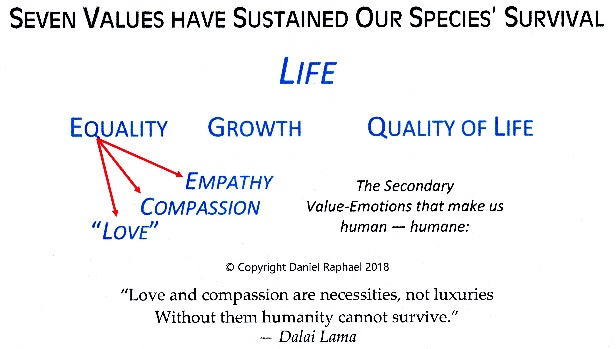 SEVEN VALUES HAVE SUSTAINED OUR SPECIES' SURVIVAL
LIFE
EQUALITY GROWTH QUALITY OF LIFE
EMPATHY
COMPASSION
"LOVE"
The Secondary
Value-Emotions that make us
human — humane:
© Copyright Daniel Raphael 2018
"Love and compassion are necessities, not luxuries
Without them humanity cannot survive."
— Dalai Lama